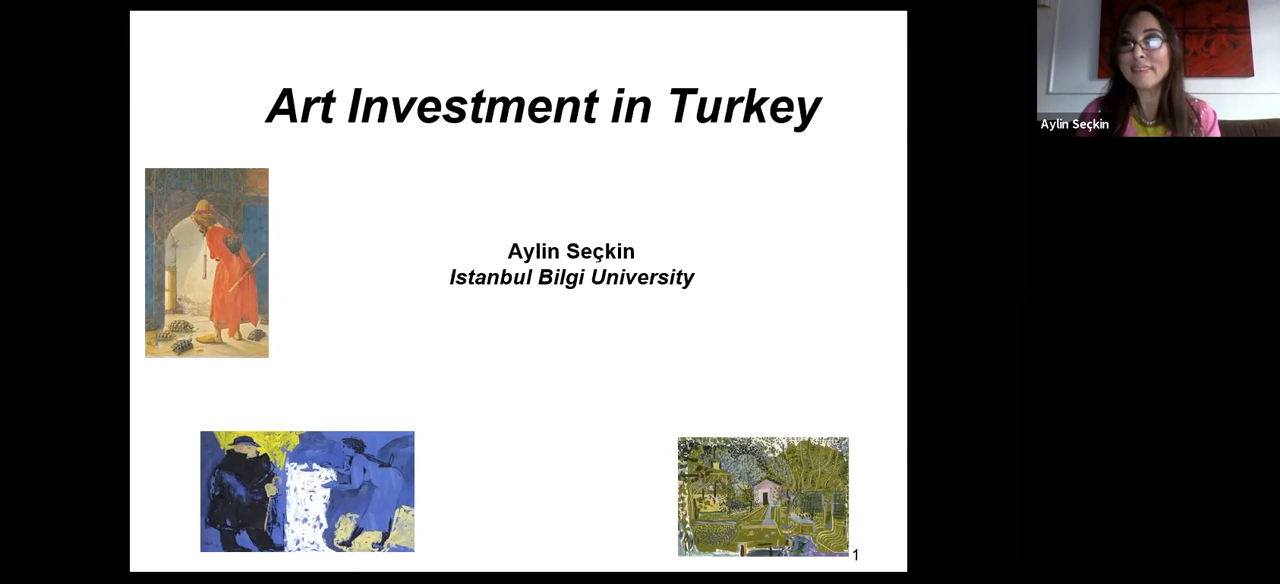 Art Investment in Turkey
Aylin Seçkin
Aylin Seçkin
Istanbul Bilgi University
1